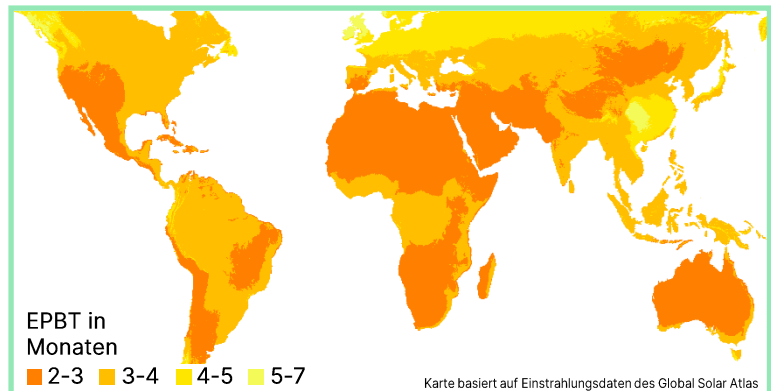 EPBT in
Monaten
2-3 3-4 4-5 5-7
Karte basiert auf Einstrahlungsdaten des Global Solar Atlas